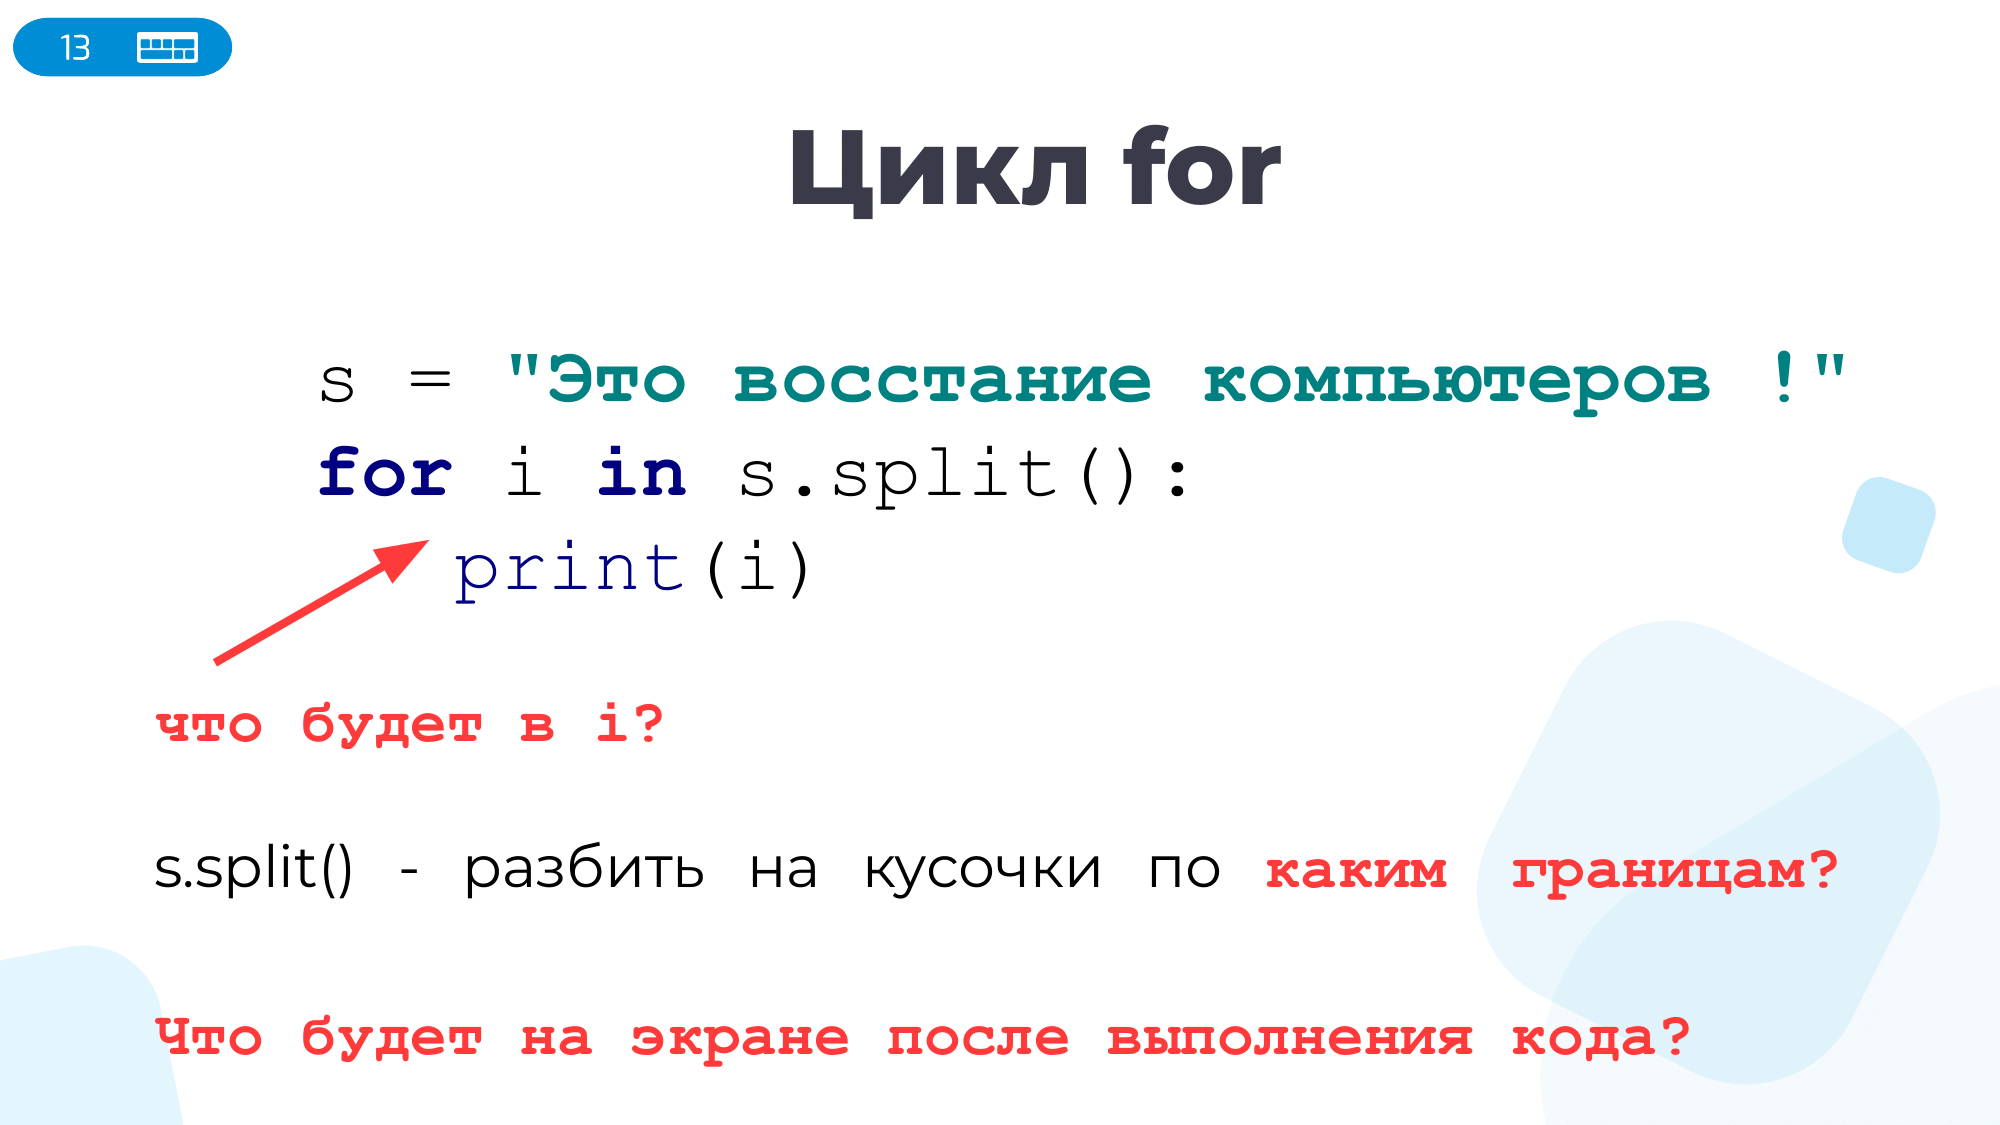 13
Цикл for
s = "Это восстание компьютеров !"
for i in s.split():
print(i)
что будет в i?
s.split() - разбить на кусочки по каким границам?
Что будет на экране после выполнения кода?